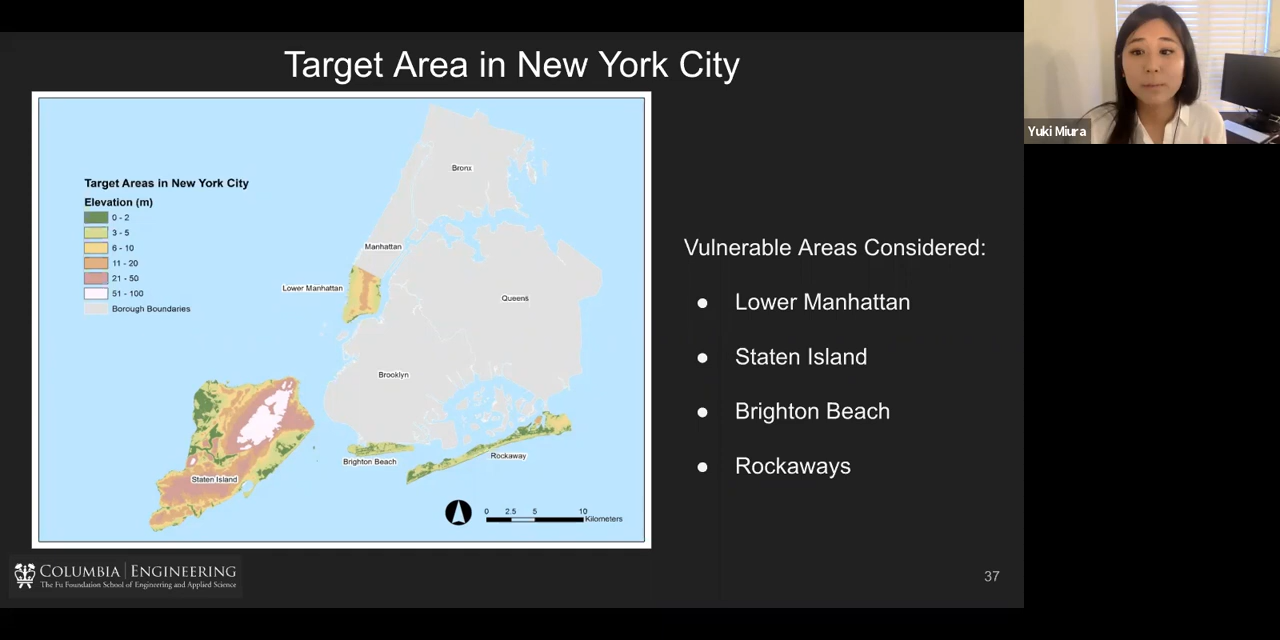 Target Area in New York City
Target Areas in New York City
Elevation (m)
0 - 2
3 - 5
6 - 10
11 - 20
21 - 50
51 - 100
Borough Boundaries
Bronx
Manhattan
Lower Manhattan
Queens
Brooklyn
Brighton Beach
Rockaway
Staten Island
0 2.5 5 10
Kilometers
Vulnerable Areas Considered:
● Lower Manhattan
● Staten Island
● Brighton Beach
● Rockaways
COLUMBIA | ENGINEERING
The Fu Foundation School of Engineering and Applied Science
37
Yuki Miura